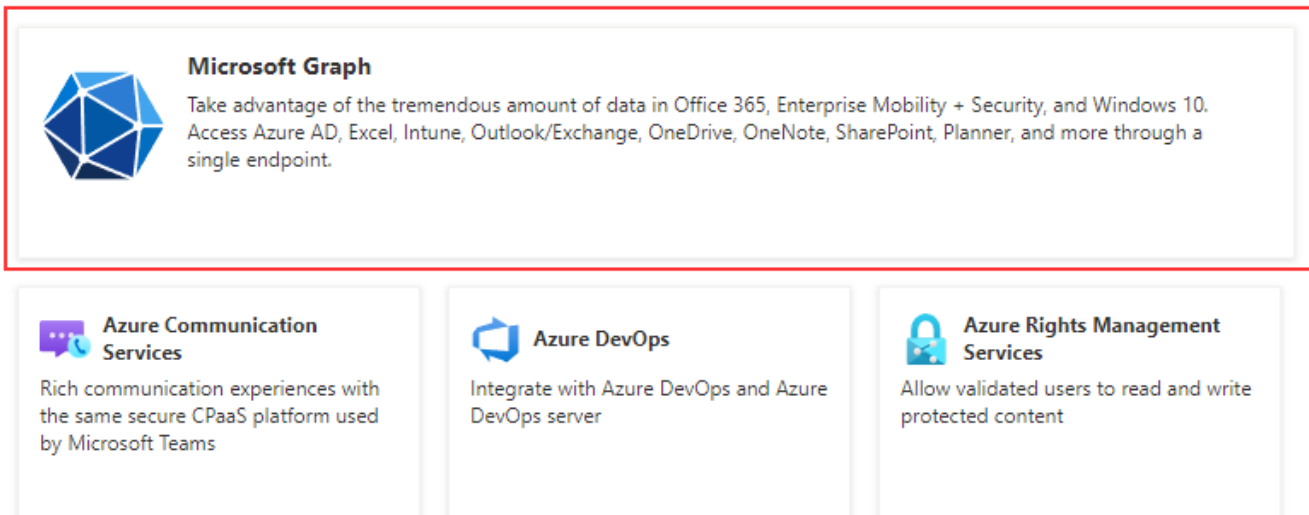 Microsoft Graph
Take advantage of the tremendous amount of data in Office 365, Enterprise Mobility + Security, and Windows 10.
Access Azure AD, Excel, Intune, Outlook/Exchange, OneDrive, OneNote, SharePoint, Planner, and more through a
single endpoint.
Azure Communication
Services
Rich communication experiences with
the same secure CPaaS platform used
by Microsoft Teams
Azure DevOps
Integrate with Azure DevOps and Azure
DevOps server
Azure Rights Management
Services
Allow validated users to read and write
protected content